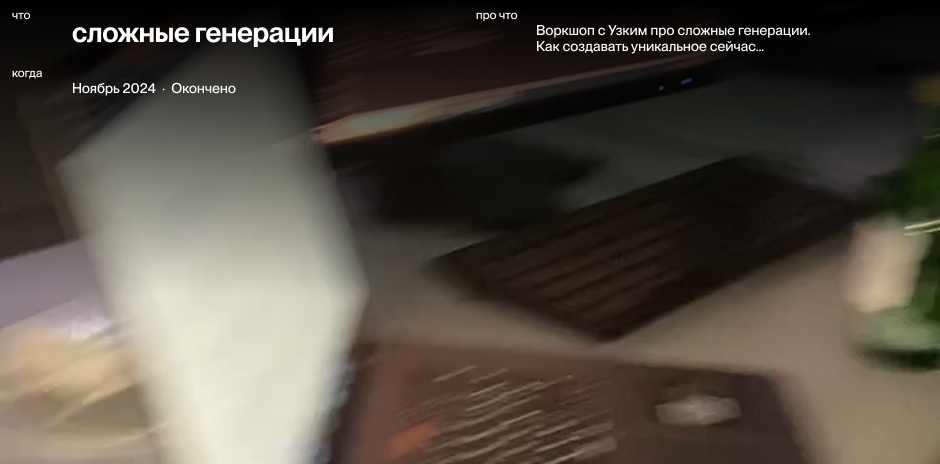 что
сложные генерации
про что
Воркшоп с Узким про сложные генерации.
Как создавать уникальное сейчас...
когда
Ноябрь 2024 · Окончено